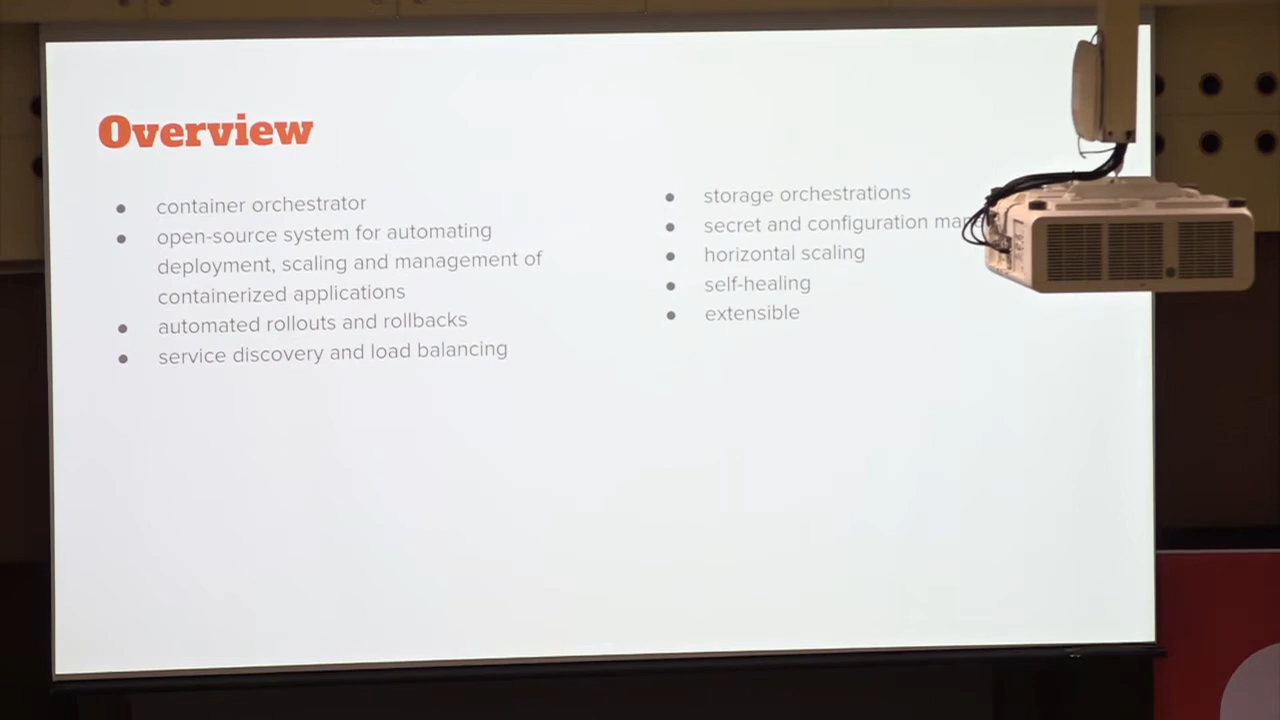 Overview
● container orchestrator
● open-source system for automating
deployment, scaling and management of
containerized applications
● automated rollouts and rollbacks
● service discovery and load balancing
● storage orchestrations
● secret and configuration
● horizontal scaling
● self-healing
● extensible